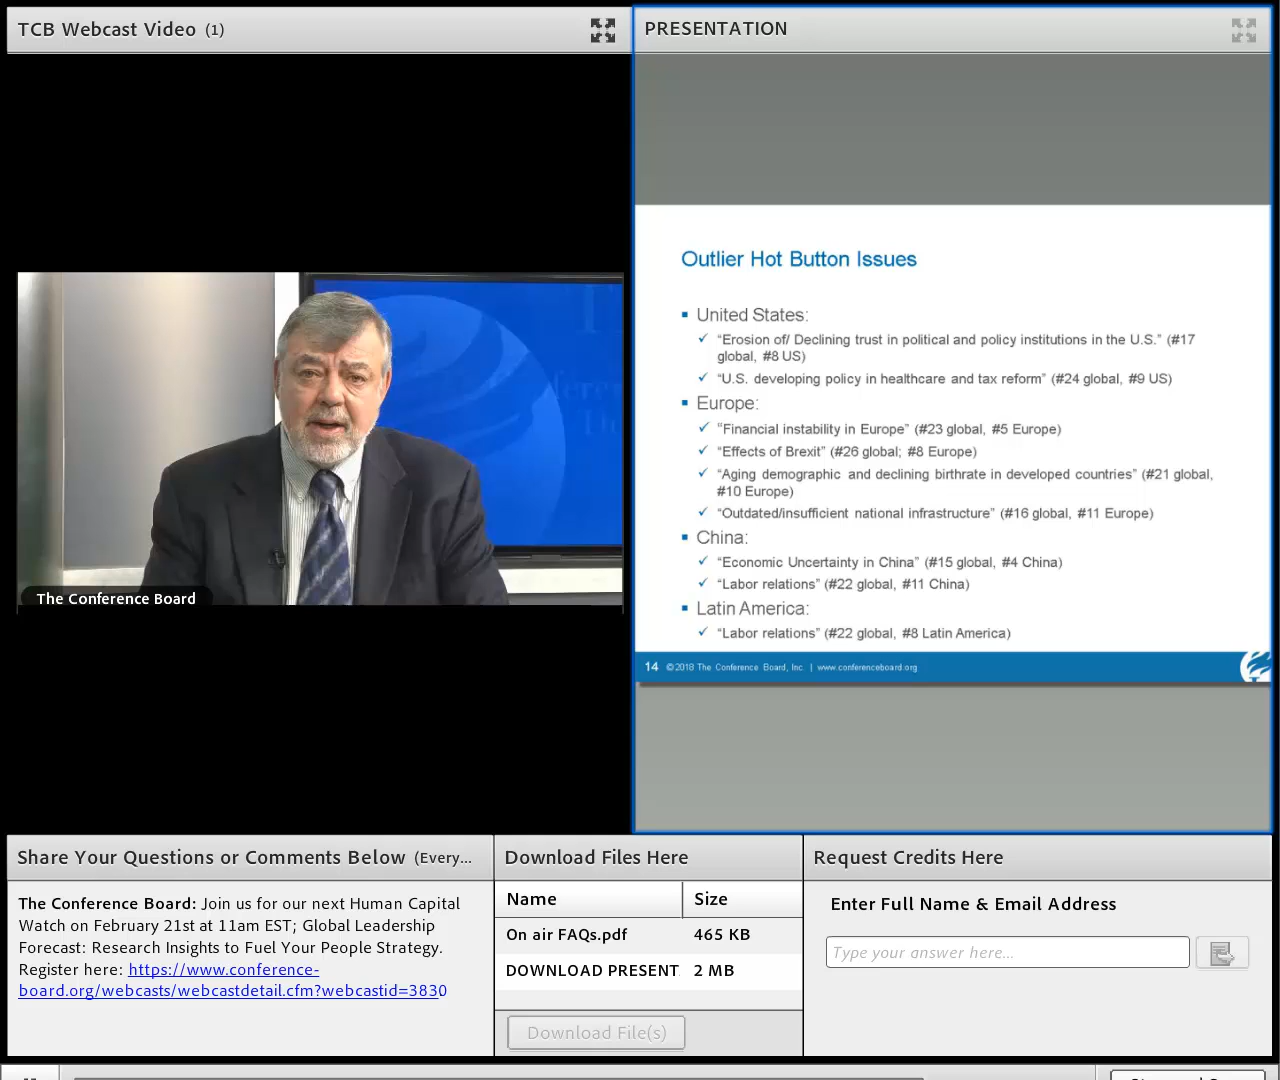 TCB Webcast Video (1)
PRESENTATION
The Conference Board
Outlier Hot Button Issues
United States:
“Erosion of/ Declining trust in political and policy institutions in the U.S.” (#17
global, #8 US)
“U.S. developing policy in healthcare and tax reform” (#24 global, #9 US)
Europe:
“Financial instability in Europe” (#23 global, #5 Europe)
“Effects of Brexit” (#26 global; #8 Europe)
“Aging demographic and declining birthrate in developed countries” (#21 global,
#10 Europe)
“Outdated/insufficient national infrastructure” (#16 global, #11 Europe)
China:
“Economic Uncertainty in China” (#15 global, #4 China)
“Labor relations” (#22 global, #11 China)
Latin America:
“Labor relations” (#22 global, #8 Latin America)
14 ©2018 The Conference Board, Inc. | www.conferenceboard.org
Share Your Questions or Comments Below (Every...
The Conference Board: Join us for our next Human Capital
Watch on February 21st at 11am EST; Global Leadership
Forecast: Research Insights to Fuel Your People Strategy.
Register here: https://www.conference-
board.org/webcasts/webcastdetail.cfm?webcastid=3830
Download Files Here
Name Size
On air FAQs.pdf 465 KB
DOWNLOAD PRESENT 2 MB
Download File(s)
Request Credits Here
Enter Full Name & Email Address
Type your answer here...